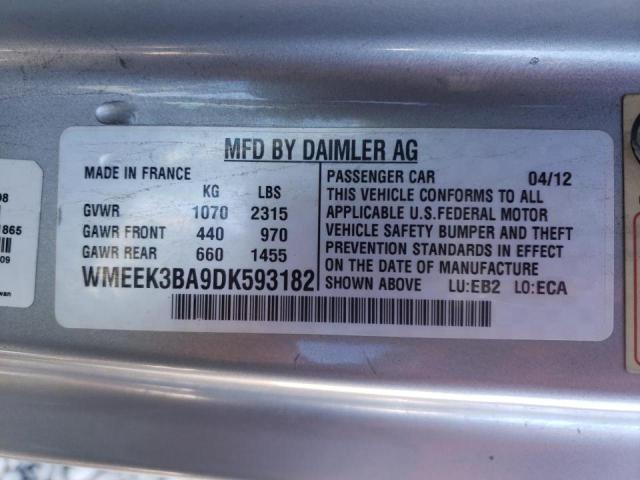 MFD BY DAIMLER AG
MADE IN FRANCE
KG LBS
GVWR 1070 2315
GAWR FRONT 440 970
GAWR REAR 660 1455
WMEEK3BA9DK593182
PASSENGER CAR 04/12
THIS VEHICLE CONFORMS TO ALL
APPLICABLE U.S.FEDERAL MOTOR
VEHICLE SAFETY BUMPER AND THEFT
PREVENTION STANDARDS IN EFFECT
ON THE DATE OF MANUFACTURE
SHOWN ABOVE LU:EB2 LO:ECA